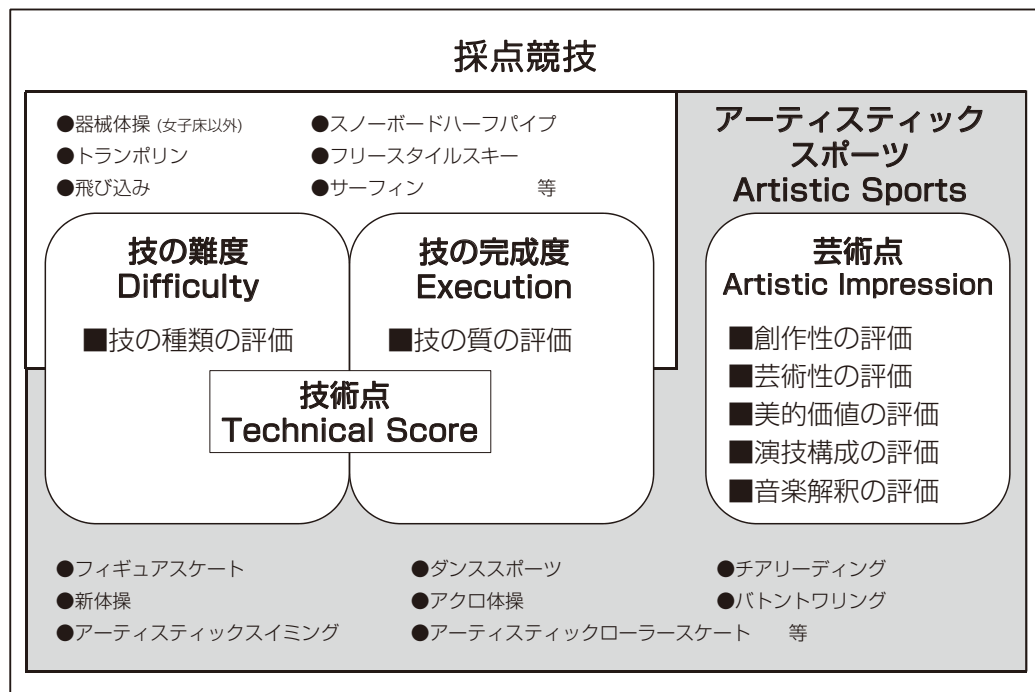 採点競技
●器械体操 (女子床以外)
●トランポリン
●飛び込み
●スノーボードハーフパイプ
●フリースタイルスキー
●サーフィン 等
アーティスティック
スポーツ
Artistic Sports
技の難度
Difficulty
■技の種類の評価
技の完成度
Execution
■技の質の評価
技術点
Technical Score
芸術点
Artistic Impression
■創作性の評価
■芸術性の評価
■美的価値の評価
■演技構成の評価
■音楽解釈の評価
●フィギュアスケート
●新体操
●アーティスティックスイミング
●ダンススポーツ
●アクロ体操
●アーティスティックローラースケート 等
●チアリーディング
●バトントワリング